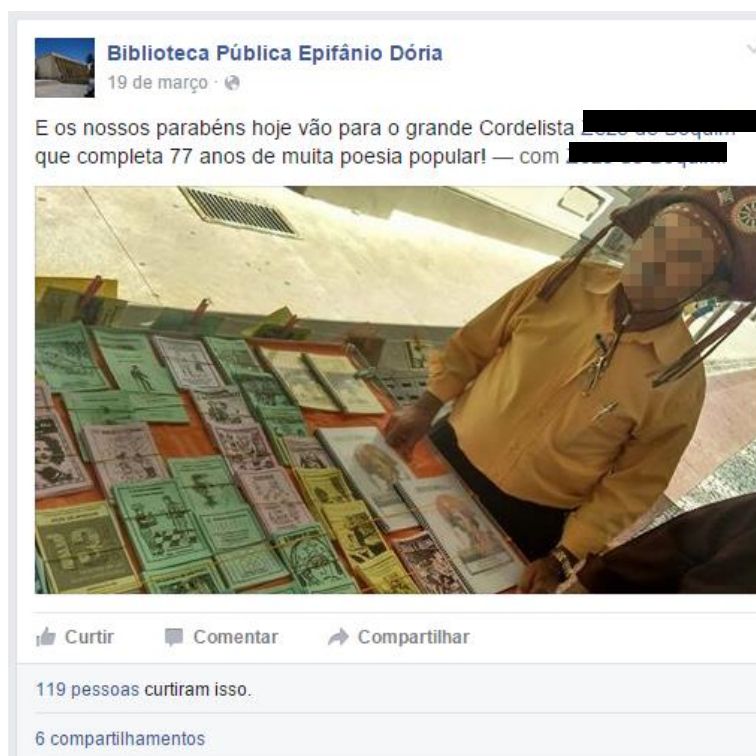 Biblioteca Pública Epifânio Dória
19 de março ·
E os nossos parabéns hoje vão para o grande Cordelista
que completa 77 anos de muita poesia popular! — com
Curtir Comentar Compartilhar
119 pessoas curtiram isso.
6 compartilhamentos